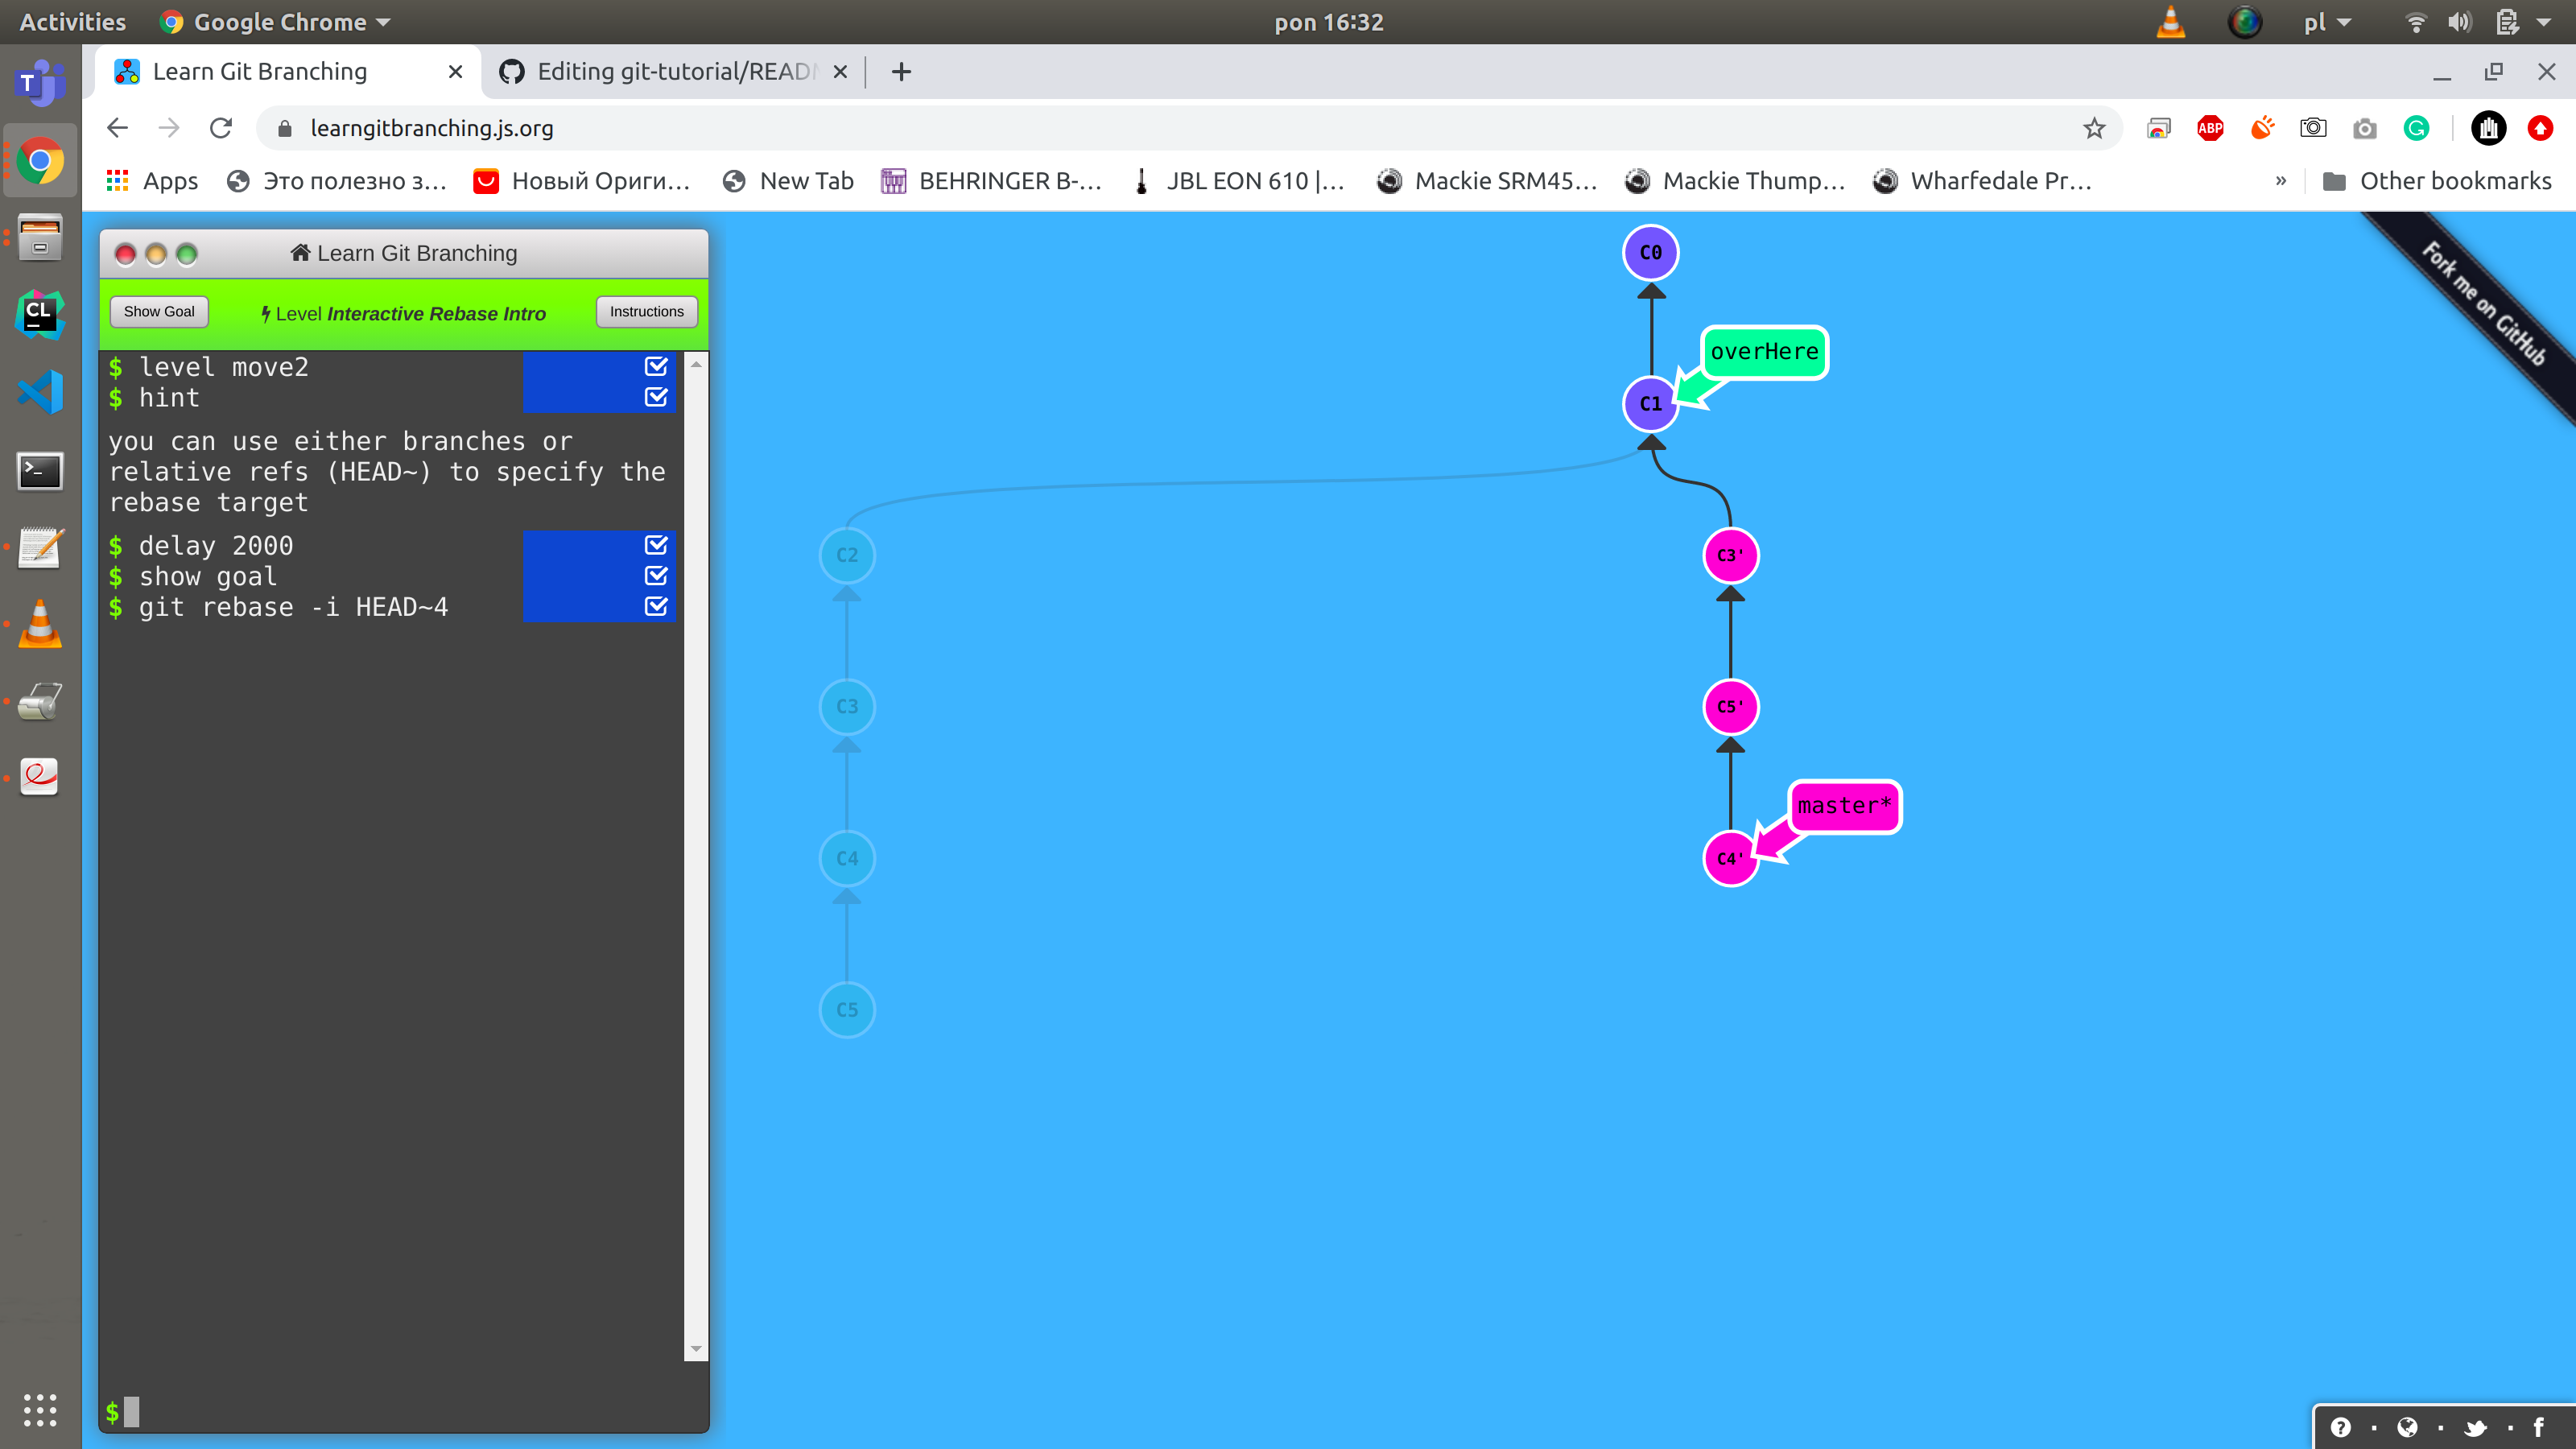 Activities
Google Chrome
pon 16:32
pl
Learn Git Branching
Editing git-tutorial/READ
learngitbranching.js.org
ABP
Apps
Это полезно з…
Новый Ориги…
New Tab
BEHRINGER B-…
JBL EON 610 |…
Mackie SRM45…
Mackie Thump…
Wharfedale Pr…
»
Other bookmarks
Learn Git Branching
Show Goal
Level Interactive Rebase Intro
Instructions
$ level move2
$ hint
you can use either branches or
relative refs (HEAD~) to specify the
rebase target
$ delay 2000
$ show goal
$ git rebase -i HEAD~4
$
C0
overHere
C1
C2
C3'
C3
C5'
master*
C4
C4'
C5
Fork me on GitHub
T
CL
>_